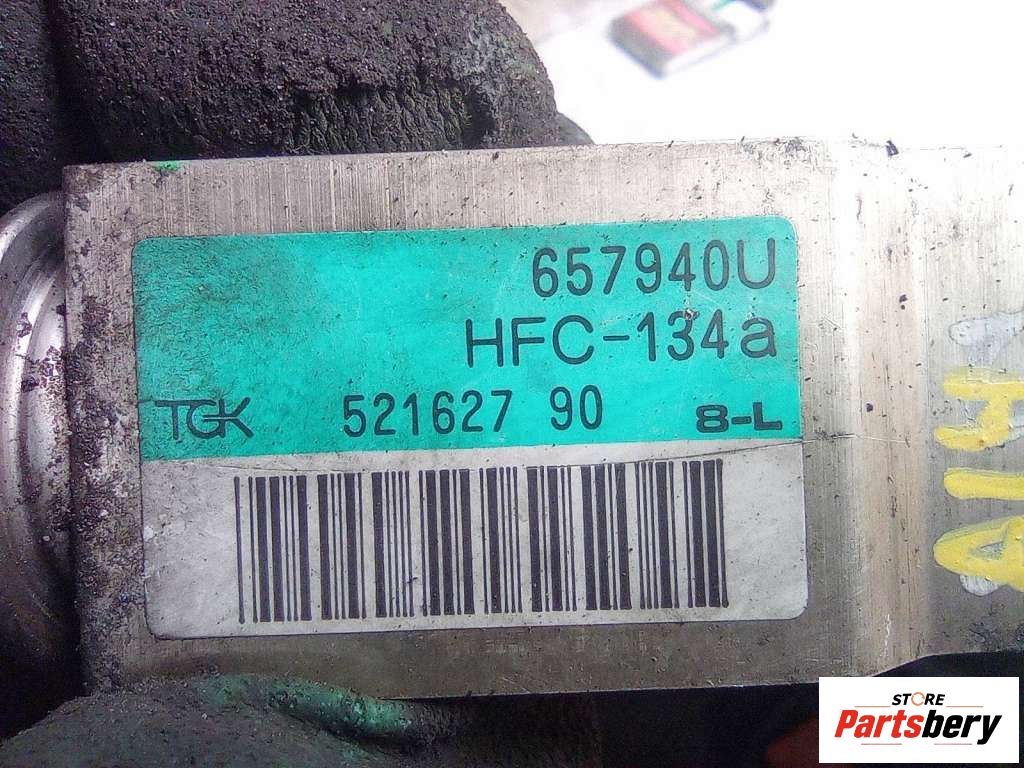 657940U
HFC-134a
TGK 521627 90 8-L
STORE
Partsbery